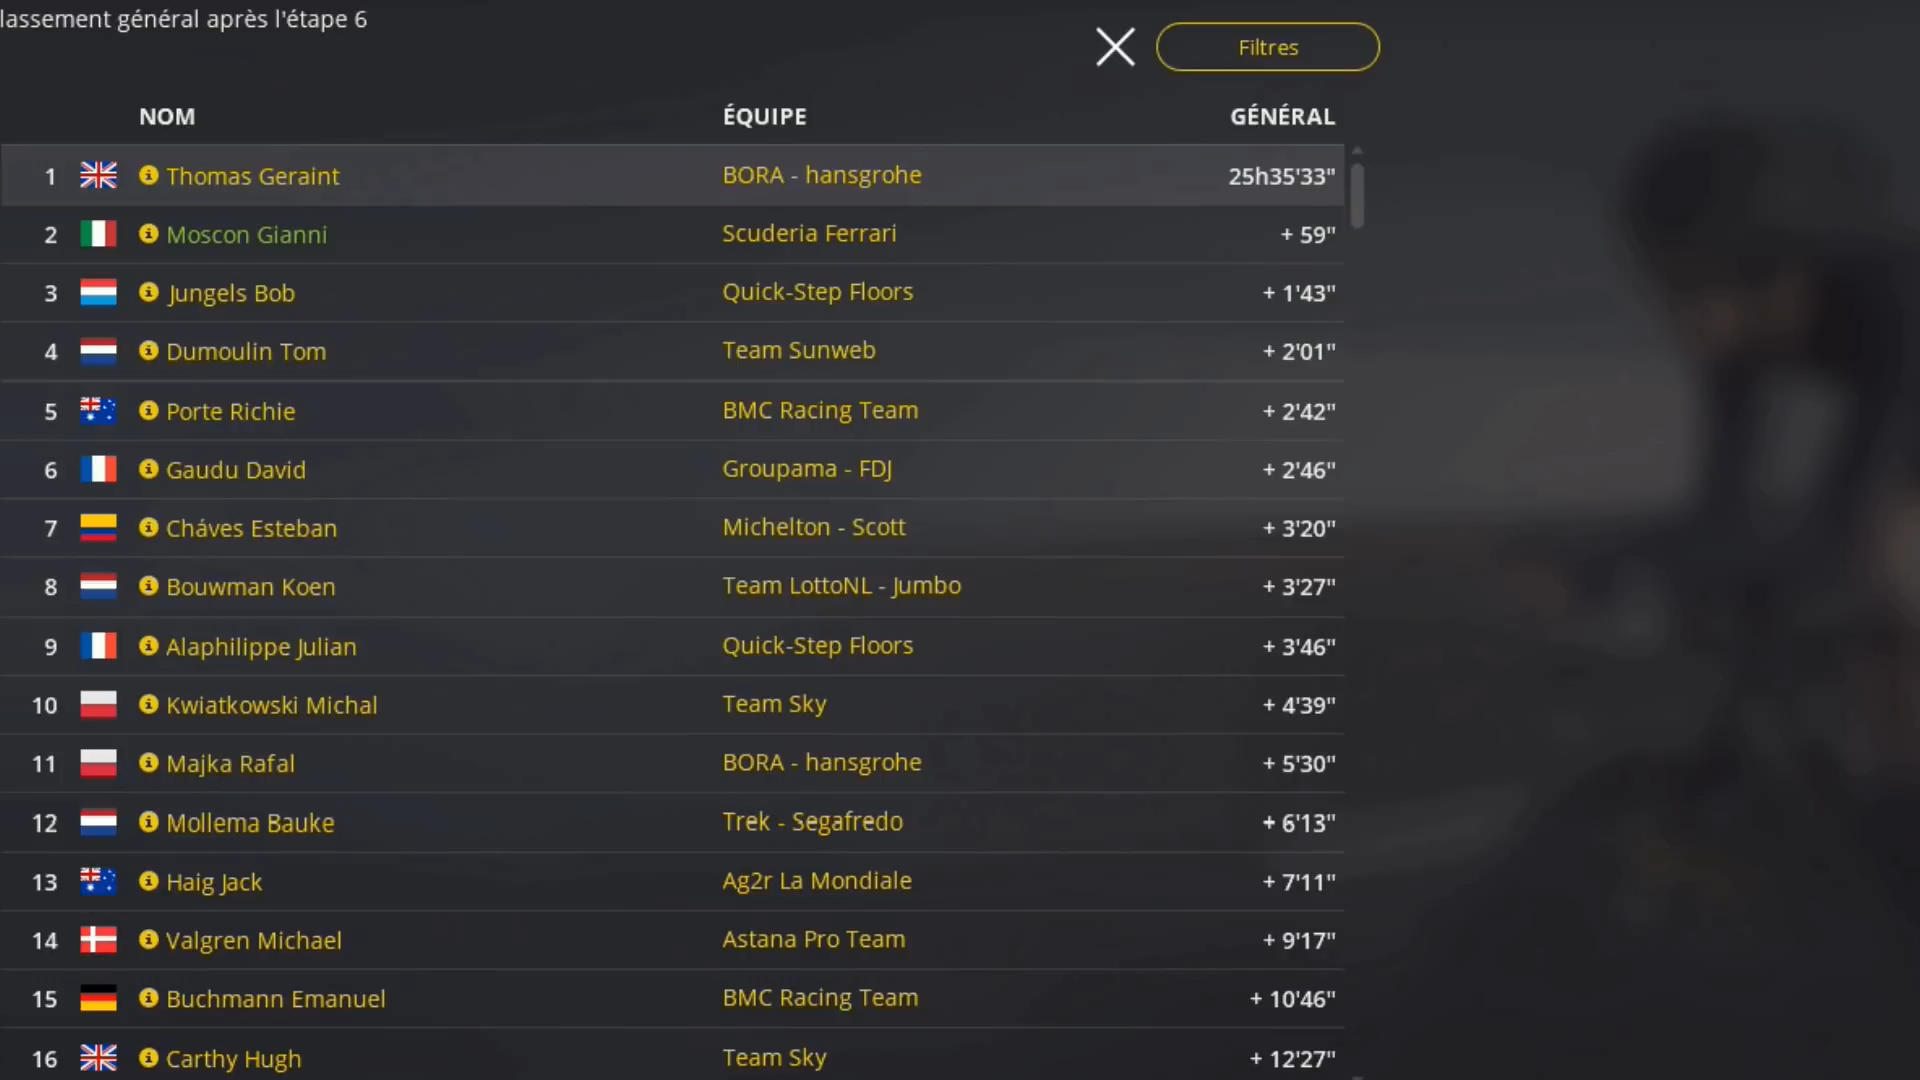 lassement général après l'étape 6
Filtres
NOM ÉQUIPE GÉNÉRAL
1 Thomas Geraint BORA - hansgrohe 25h35'33"
2 Moscon Gianni Scuderia Ferrari + 59"
3 Jungels Bob Quick-Step Floors + 1'43"
4 Dumoulin Tom Team Sunweb + 2'01"
5 Porte Richie BMC Racing Team + 2'42"
6 Gaudu David Groupama - FDJ + 2'46"
7 Cháves Esteban Michelton - Scott + 3'20"
8 Bouwman Koen Team LottoNL - Jumbo + 3'27"
9 Alaphilippe Julian Quick-Step Floors + 3'46"
10 Kwiatkowski Michal Team Sky + 4'39"
11 Majka Rafal BORA - hansgrohe + 5'30"
12 Mollema Bauke Trek - Segafredo + 6'13"
13 Haig Jack Ag2r La Mondiale + 7'11"
14 Valgren Michael Astana Pro Team + 9'17"
15 Buchmann Emanuel BMC Racing Team + 10'46"
16 Carthy Hugh Team Sky + 12'27"